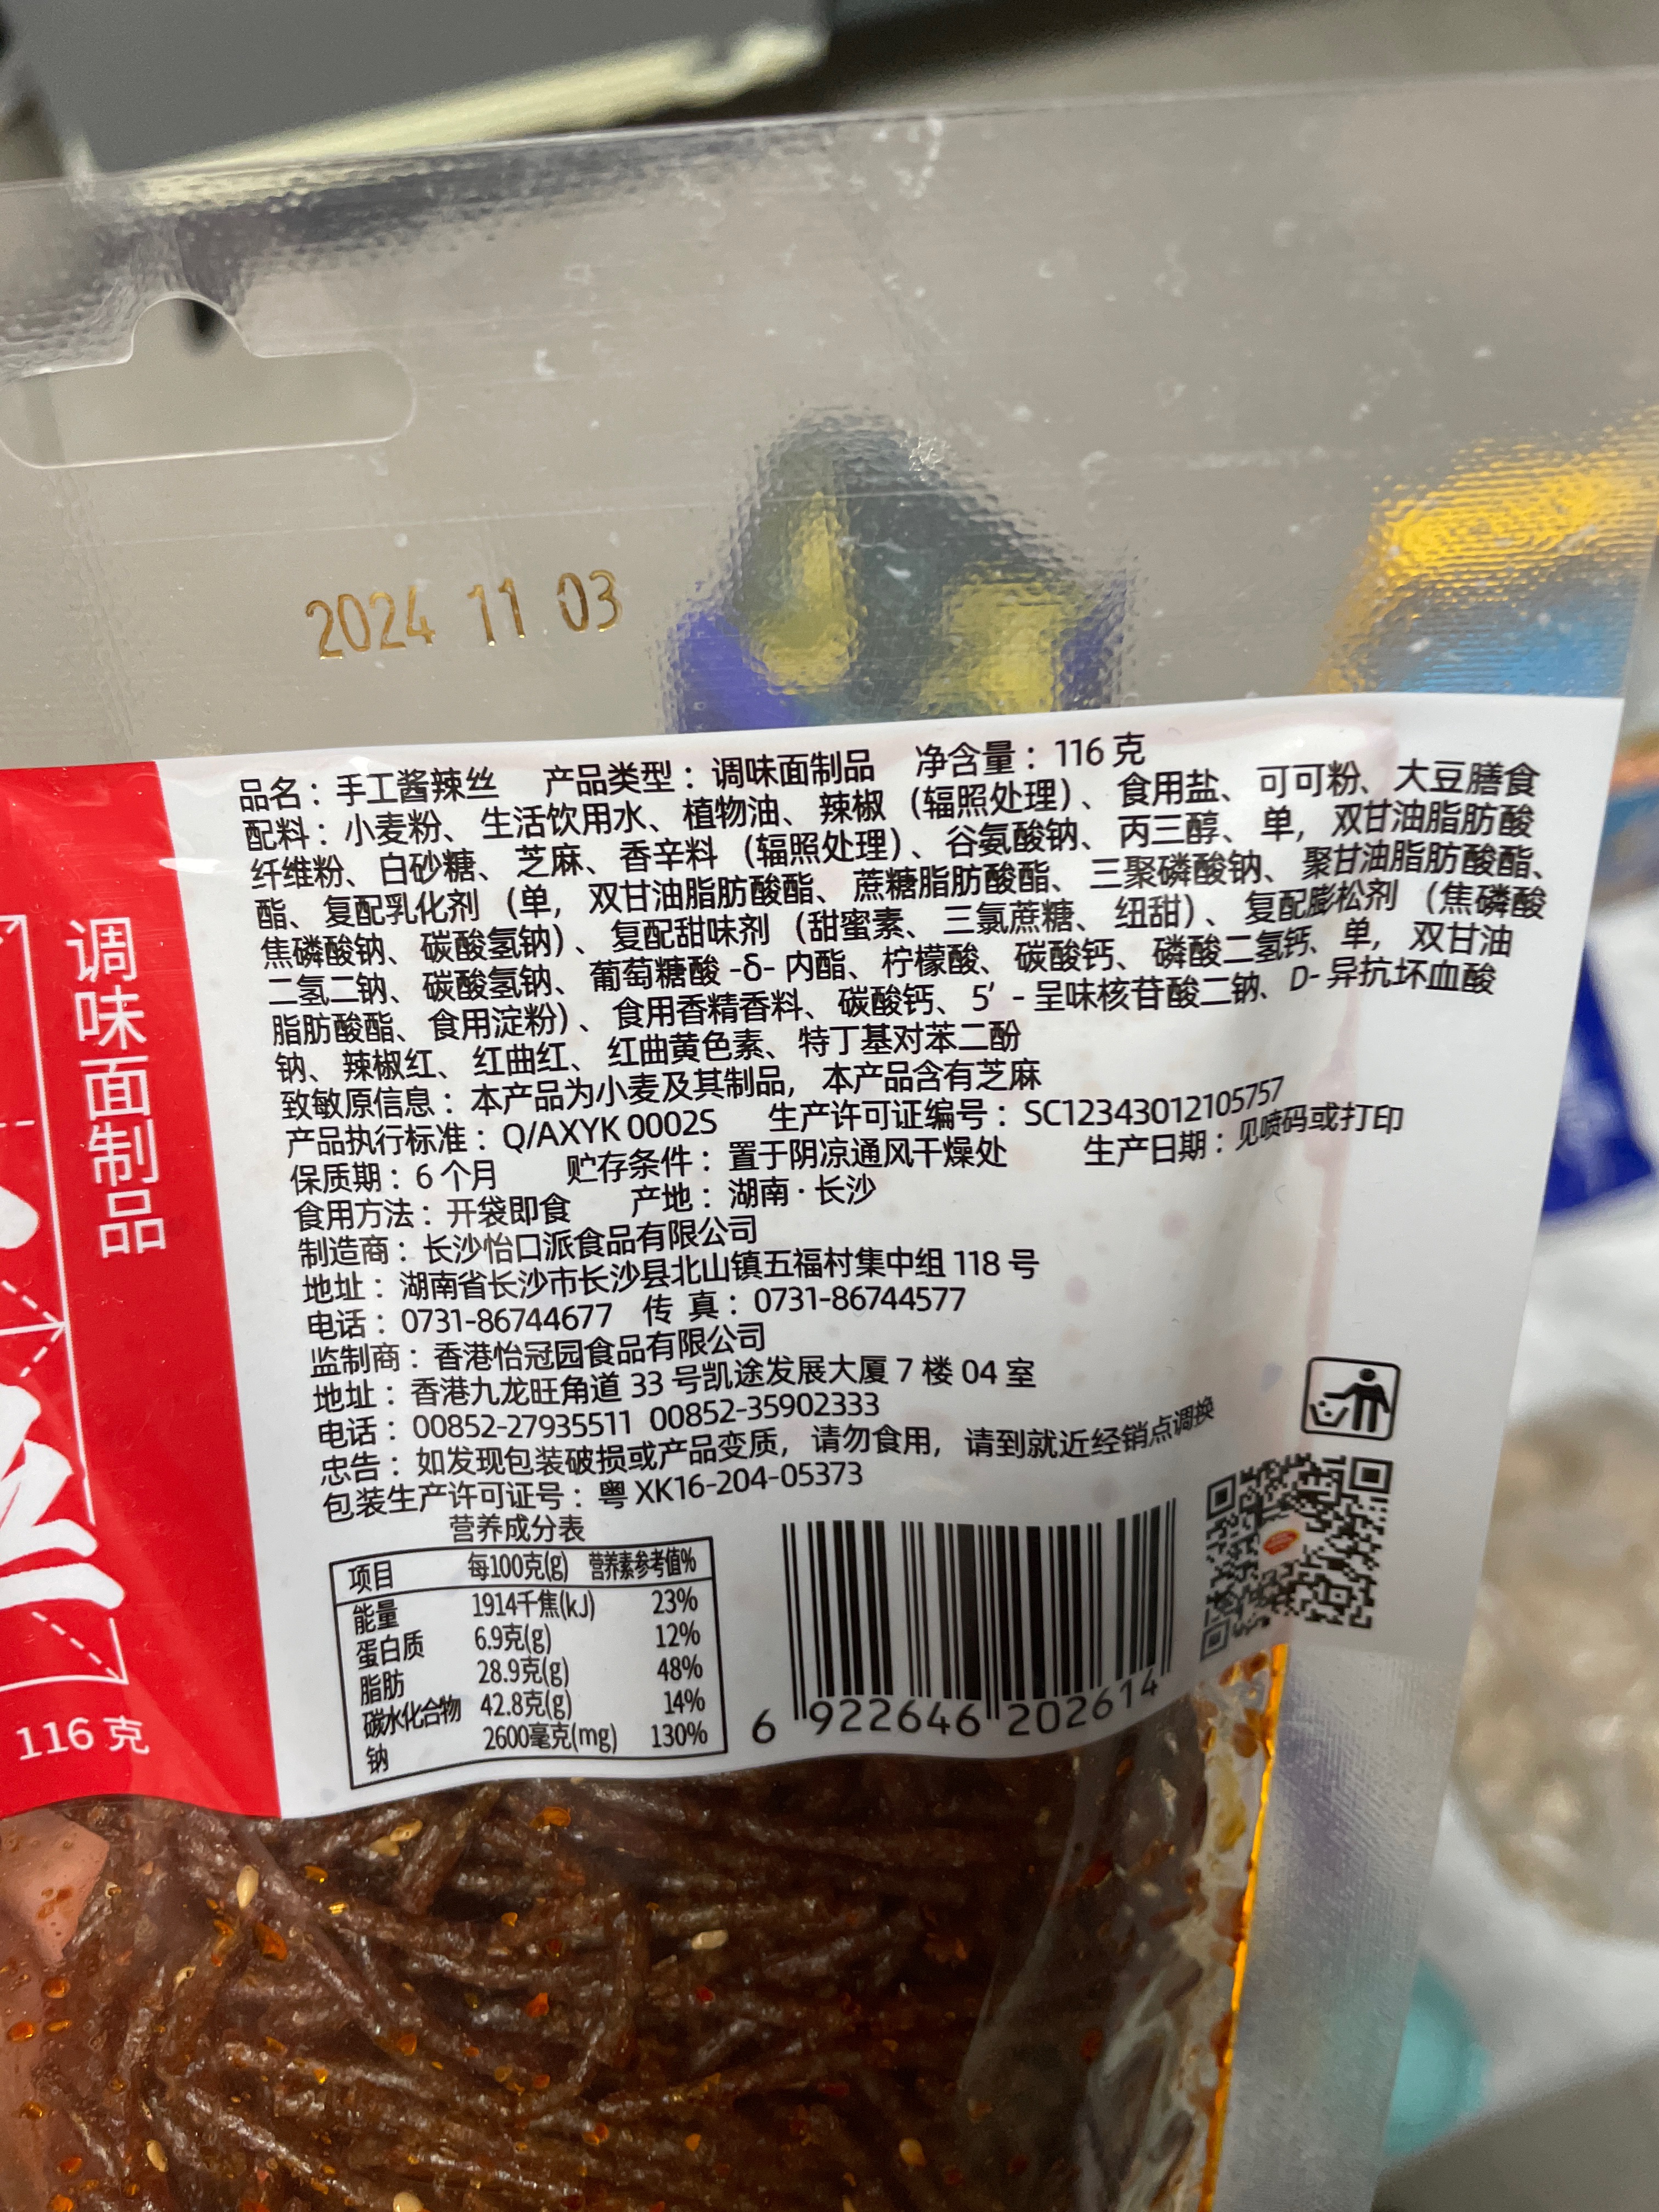 2024 11 03
品名：手工酱辣丝 产品类型：调味面制品 净含量：116 克
配料：小麦粉、生活饮用水、植物油、辣椒（辐照处理）、食用盐、可可粉、大豆膳食
纤维粉、白砂糖、芝麻、香辛料（辐照处理）、谷氨酸钠、丙三醇、单，双甘油脂肪酸
酯、复配乳化剂（单，双甘油脂肪酸酯、蔗糖脂肪酸酯、三聚磷酸钠、聚甘油脂肪酸酯、
焦磷酸钠、碳酸氢钠）、复配甜味剂（甜蜜素、三氯蔗糖、纽甜）、复配膨松剂（焦磷酸
二氢二钠、碳酸氢钠、葡萄糖酸 -δ- 内酯、柠檬酸、碳酸钙、磷酸二氢钙、单，双甘油
脂肪酸酯、食用淀粉）、食用香精香料、碳酸钙、5’ - 呈味核苷酸二钠、D- 异抗坏血酸
钠、辣椒红、红曲红、红曲黄色素、特丁基对苯二酚
致敏原信息：本产品为小麦及其制品，本产品含有芝麻
产品执行标准：Q/AXYK 0002S 生产许可证编号：SC12343012105757
保质期：6 个月 贮存条件：置于阴凉通风干燥处 生产日期：见喷码或打印
食用方法：开袋即食 产地：湖南·长沙
制造商：长沙怡口派食品有限公司
地址：湖南省长沙市长沙县北山镇五福村集中组 118 号
电话：0731-86744677 传 真：0731-86744577
监制商：香港怡冠园食品有限公司
地址：香港九龙旺角道 33 号凯途发展大厦 7 楼 04 室
电话：00852-27935511 00852-35902333
忠告：如发现包装破损或产品变质，请勿食用，请到就近经销点调换
包装生产许可证号：粤 XK16-204-05373
营养成分表
项目 每100克(g) 营养素参考值%
能量 1914千焦(kJ) 23%
蛋白质 6.9克(g) 12%
脂肪 28.9克(g) 48%
碳水化合物 42.8克(g) 14%
钠 2600毫克(mg) 130%
6 922646 202614
调味面制品
丝
116 克